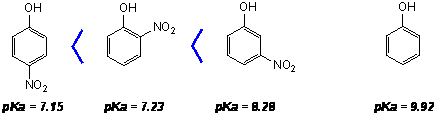 OH OH OH OH
NO₂
NO₂ NO₂
pKa = 7.15 pKa = 7.23 pKa = 8.28 pKa = 9.92